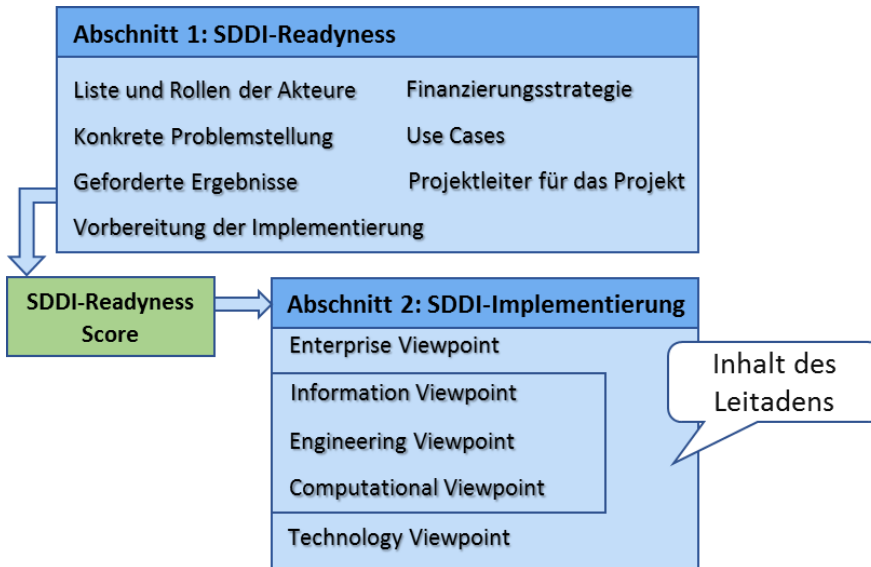 Abschnitt 1: SDDI-Readyness
Liste und Rollen der Akteure
Finanzierungsstrategie
Konkrete Problemstellung
Use Cases
Geforderte Ergebnisse
Projektleiter für das Projekt
Vorbereitung der Implementierung
SDDI-Readyness
Score
Abschnitt 2: SDDI-Implementierung
Enterprise Viewpoint
Information Viewpoint
Engineering Viewpoint
Computational Viewpoint
Technology Viewpoint
Inhalt des
Leitadens